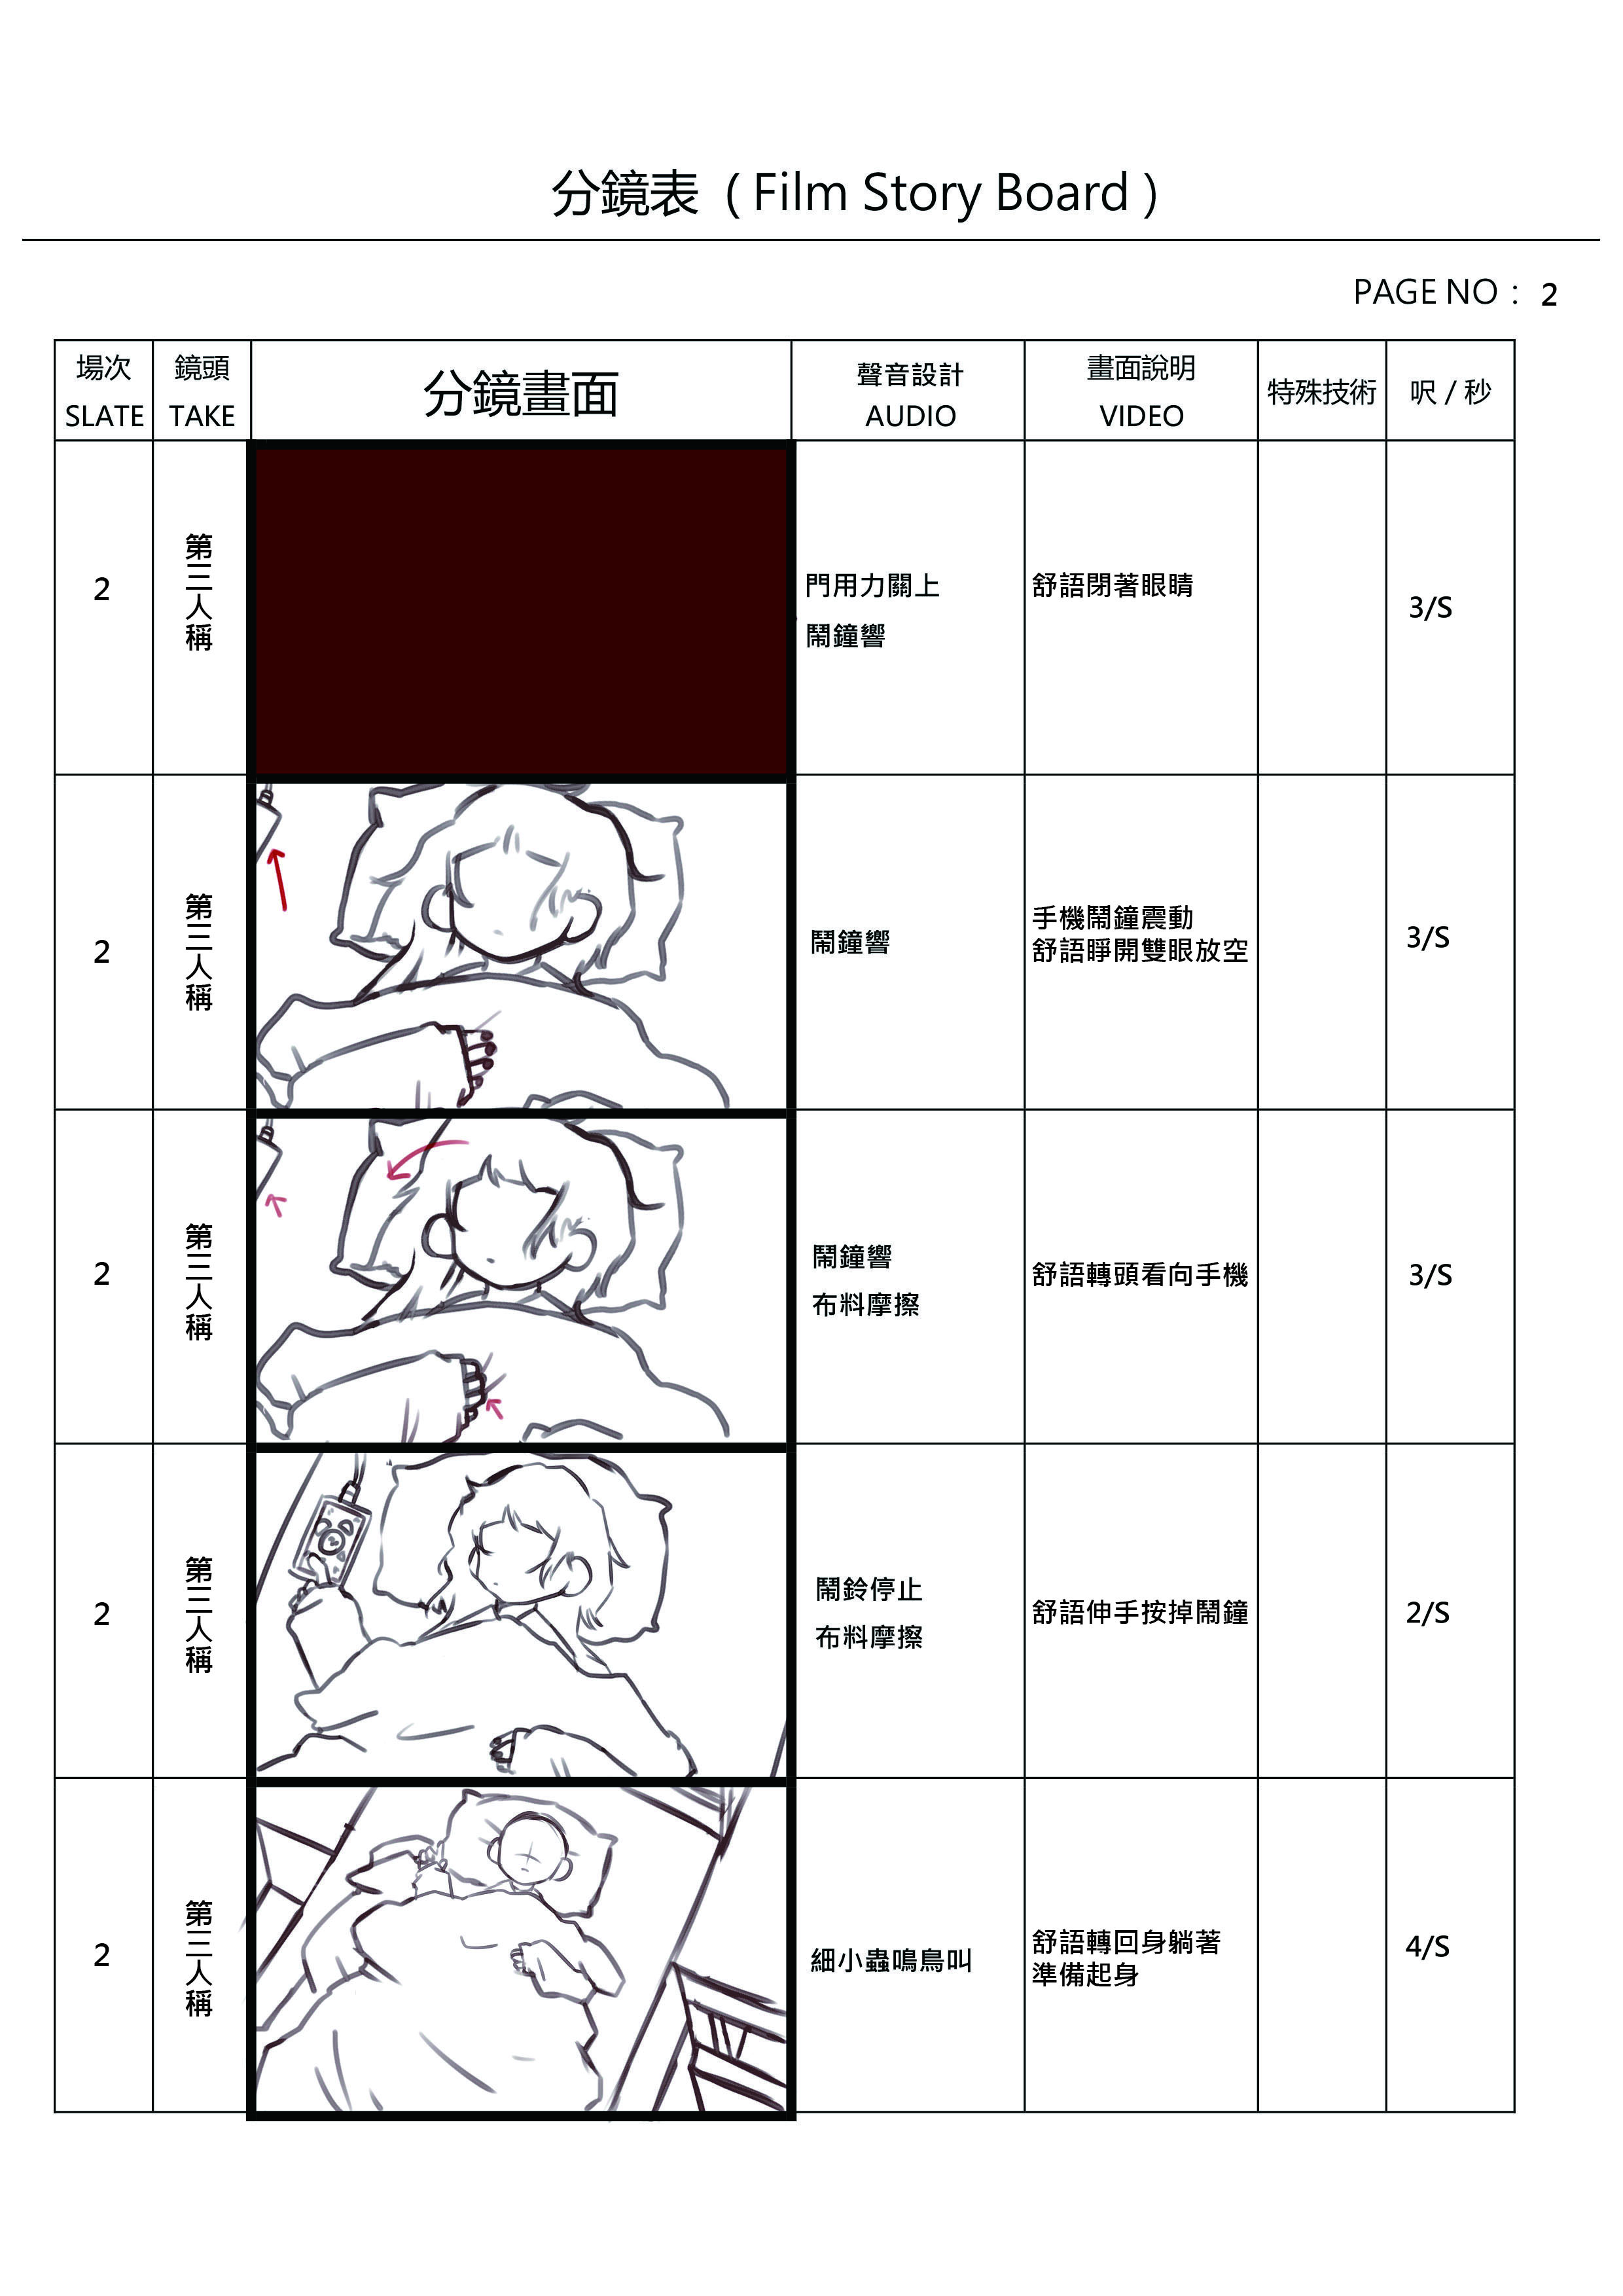 分鏡表（Film Story Board）
PAGE NO： 2
場次 鏡頭 分鏡畫面 聲音設計 畫面說明 特殊技術 呎 / 秒
SLATE TAKE AUDIO VIDEO
2 第三人稱 門用力關上 舒語閉著眼睛 3/S
鬧鐘響
2 第三人稱 鬧鐘響 手機鬧鐘震動 3/S
舒語睜開雙眼放空
2 第三人稱 鬧鐘響 舒語轉頭看向手機 3/S
布料摩擦
2 第三人稱 鬧鈴停止 舒語伸手按掉鬧鐘 2/S
布料摩擦
2 第三人稱 細小蟲鳴鳥叫 舒語轉回身躺著 4/S
準備起身